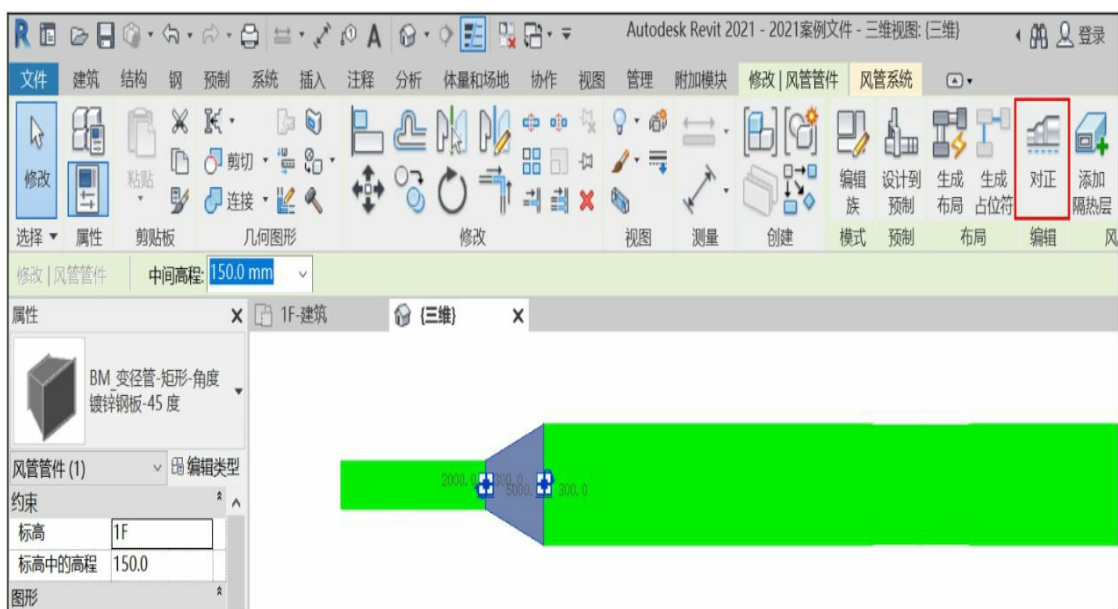 Autodesk Revit 2021 - 2021案例文件 - 三维视图: {三维} 登录
文件 建筑 结构 钢 预制 系统 插入 注释 分析 体量和场地 协作 视图 管理 附加模块 修改 | 风管管件 风管系统
修改 粘贴 剪切 连接 编辑 族 设计到 预制 生成 布局 生成 占位符 对正 添加 隔热层
选择 属性 剪贴板 几何图形 修改 视图 测量 创建 模式 预制 布局 编辑 风
修改 | 风管管件 中间高程: 150.0 mm
属性 1F-建筑 {三维}
BM_变径管-矩形-角度
镀锌钢板-45 度
风管管件 (1) 编辑类型
约束
标高 1F
标高中的高程 150.0
图形
2000.0 300.0 5000. 300.0